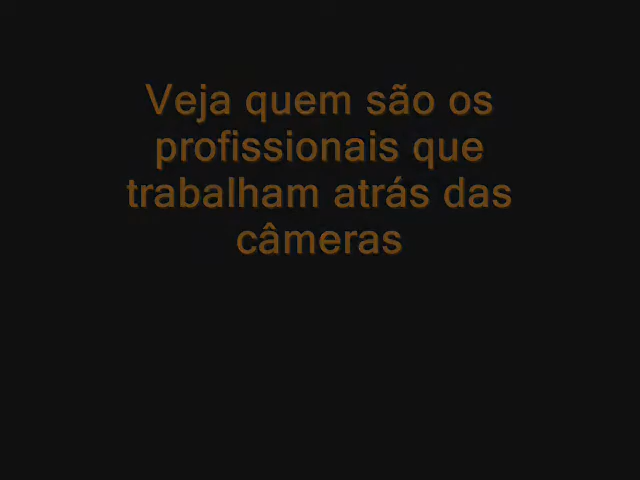 Veja quem são os
profissionais que
trabalham atrás das
câmeras